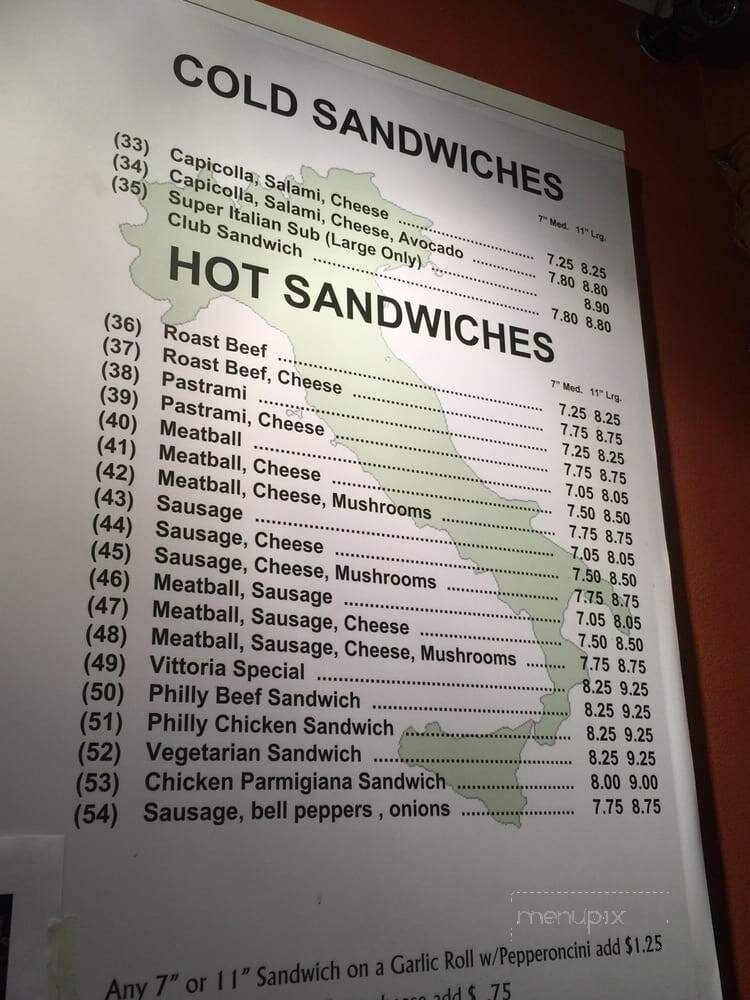 COLD SANDWICHES
7" Med. 11" Lrg.
(33) Capicolla, Salami, Cheese ........................ 7.25 8.25
(34) Capicolla, Salami, Cheese, Avocado ............ 7.80 8.80
(35) Super Italian Sub (Large Only) .................... 8.90
Club Sandwich ........................................ 7.80 8.80
HOT SANDWICHES
7" Med. 11" Lrg.
(36) Roast Beef ........................................ 7.25 8.25
(37) Roast Beef, Cheese ............................ 7.75 8.75
(38) Pastrami ............................................ 7.25 8.25
(39) Pastrami, Cheese ................................ 7.75 8.75
(40) Meatball ............................................ 7.05 8.05
(41) Meatball, Cheese ................................ 7.50 8.50
(42) Meatball, Cheese, Mushrooms ................ 7.75 8.75
(43) Sausage ............................................ 7.05 8.05
(44) Sausage, Cheese ................................ 7.50 8.50
(45) Sausage, Cheese, Mushrooms ................ 7.75 8.75
(46) Meatball, Sausage ................................ 7.05 8.05
(47) Meatball, Sausage, Cheese .................... 7.50 8.50
(48) Meatball, Sausage, Cheese, Mushrooms ........ 7.75 8.75
(49) Vittoria Special .................................... 8.25 9.25
(50) Philly Beef Sandwich ............................ 8.25 9.25
(51) Philly Chicken Sandwich ........................ 8.25 9.25
(52) Vegetarian Sandwich ............................ 8.25 9.25
(53) Chicken Parmigiana Sandwich ................ 8.00 9.00
(54) Sausage, bell peppers , onions ................ 7.75 8.75
menupix
Any 7" or 11" Sandwich on a Garlic Roll w/Pepperoncini add $1.25
add $ .75